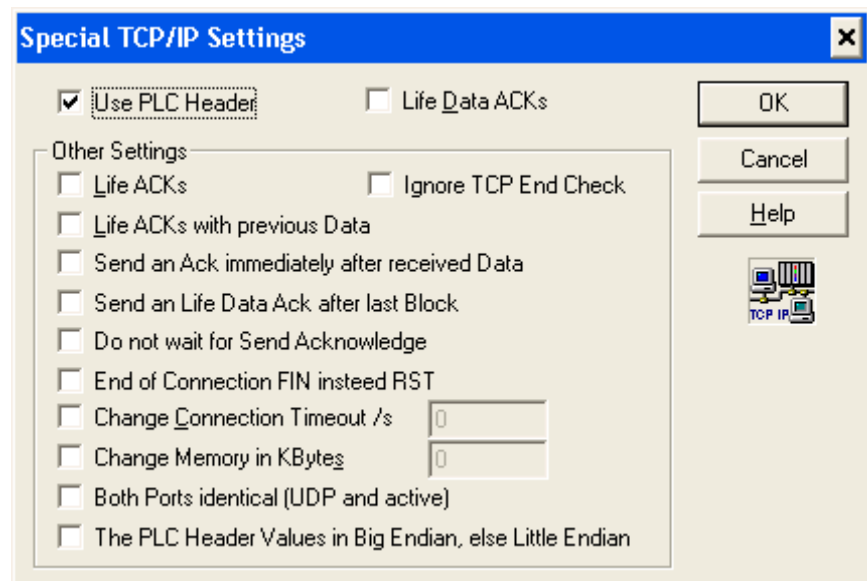 Special TCP/IP Settings
Use PLC Header
Life Data ACKs
OK
Cancel
Help
Other Settings
Life ACKs
Ignore TCP End Check
Life ACKs with previous Data
Send an Ack immediately after received Data
Send an Life Data Ack after last Block
Do not wait for Send Acknowledge
End of Connection FIN insteed RST
Change Connection Timeout /s
0
Change Memory in KBytes
0
Both Ports identical (UDP and active)
The PLC Header Values in Big Endian, else Little Endian
TCP IP